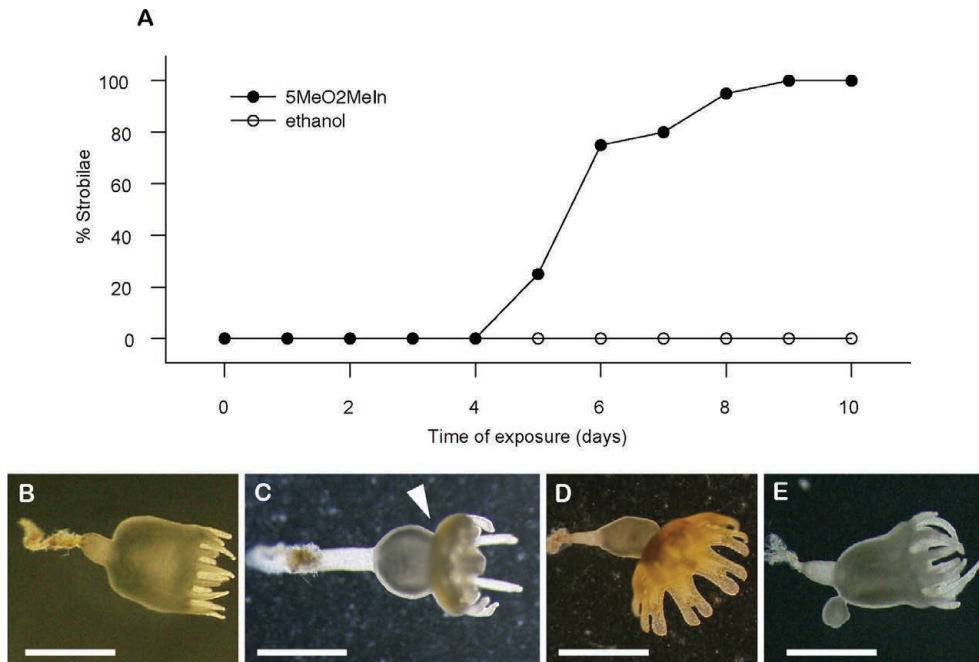 A
100
80
60
40
20
0
% Strobilae
5MeO2MeIn
ethanol
0 2 4 6 8 10
Time of exposure (days)
B
C
D
E